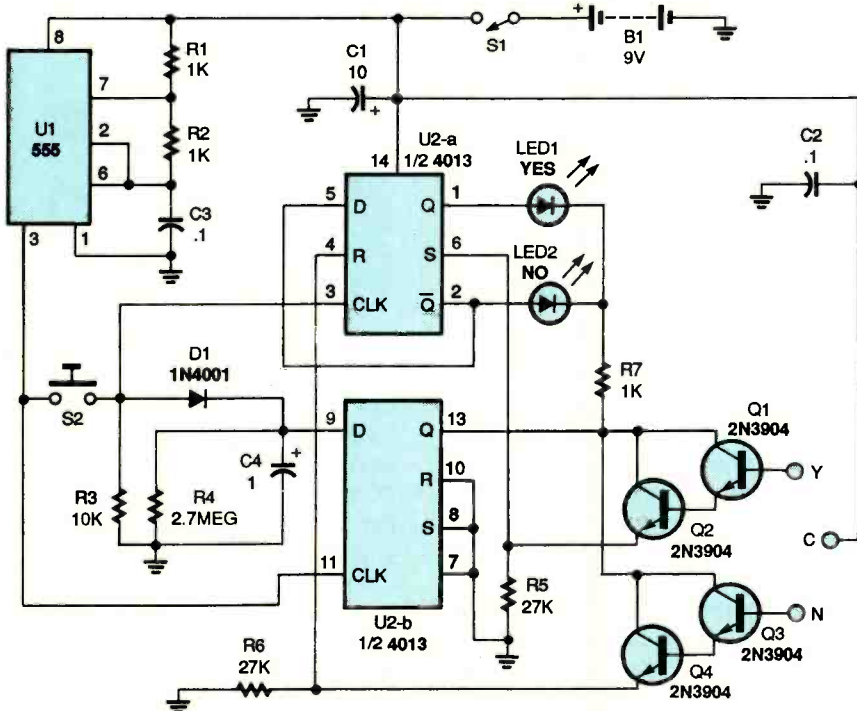 8
R1
1K
7
U1
555
2
R2
1K
6
C3
.1
3
1
C1
10
+
S1
+
B1
9V
14
U2-a
1/2 4013
5
D
Q
1
4
R
S
6
3
CLK
Q
2
LED1
YES
LED2
NO
C2
.1
R7
1K
D1
1N4001
S2
R3
10K
R4
2.7MEG
C4
1
+
9
D
Q
13
R
10
S
8
7
11
CLK
U2-b
1/2 4013
R5
27K
R6
27K
Q1
2N3904
Y
Q2
2N3904
C
N
Q3
2N3904
Q4
2N3904